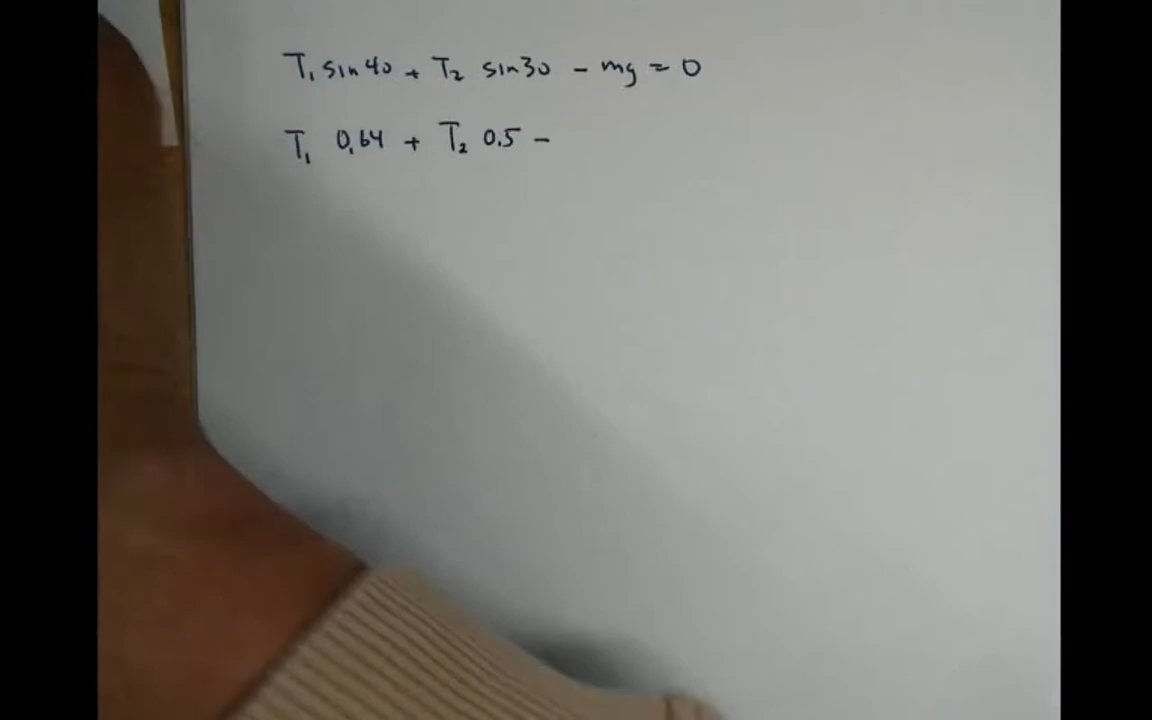 T₁ sin 40 + T₂ sin 30 - mg = 0
T₁ 0.64 + T₂ 0.5 -